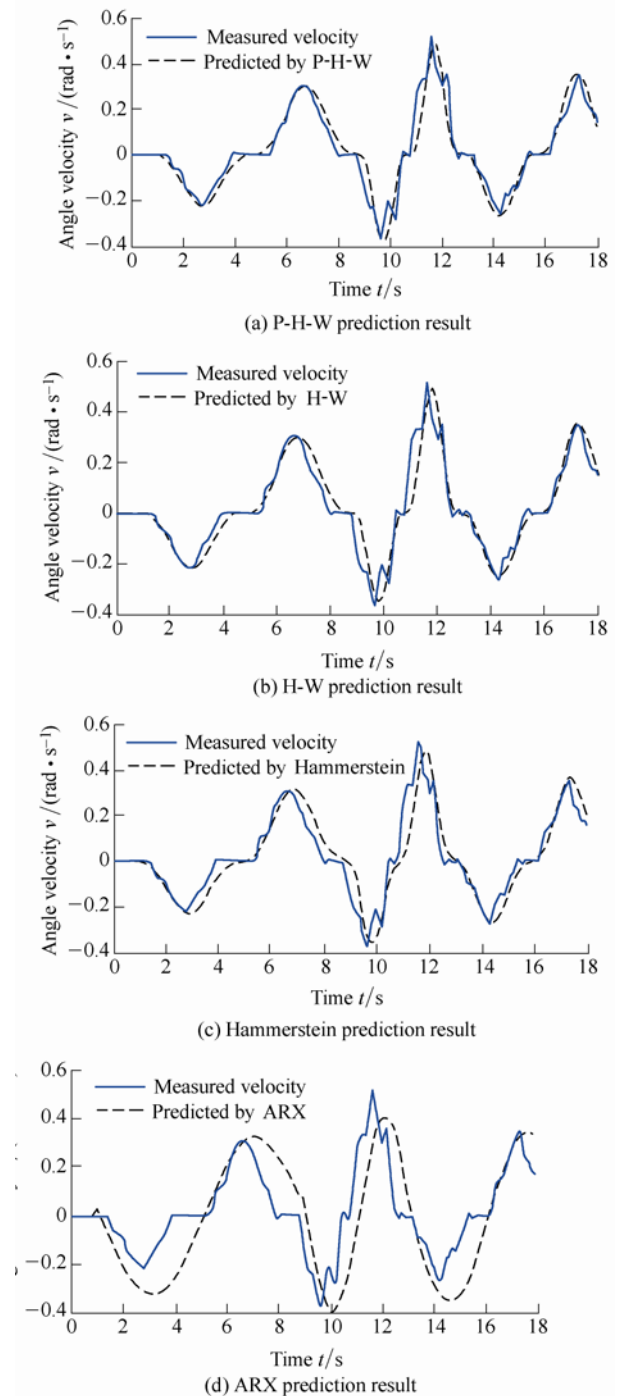 0.6
Measured velocity
Predicted by P-H-W
0.4
0.2
0
−0.2
−0.4
Angle velocity v /(rad • s⁻¹)
0 2 4 6 8 10 12 14 16 18
Time t/s
(a) P-H-W prediction result
0.6
Measured velocity
Predicted by H-W
0.4
0.2
0
−0.2
−0.4
Angle velocity v /(rad • s⁻¹)
0 2 4 6 8 10 12 14 16 18
Time t/s
(b) H-W prediction result
0.6
Measured velocity
Predicted by Hammerstein
0.4
0.2
0
−0.2
−0.4
Angle velocity v /(rad • s⁻¹)
0 2 4 6 8 10 12 14 16 18
Time t/s
(c) Hammerstein prediction result
0.6
Measured velocity
Predicted by ARX
0.4
0.2
0
−0.2
−0.4
0 2 4 6 8 10 12 14 16 18
Time t/s
(d) ARX prediction result